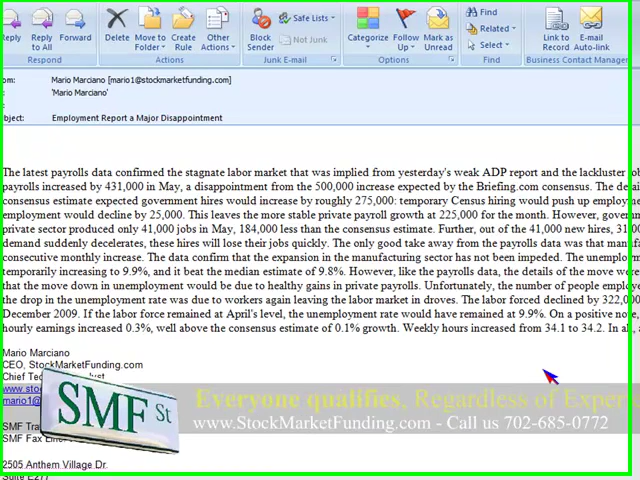 Reply
Reply to All
Forward
Delete
Move to Folder
Create Rule
Other Actions
Block Sender
Safe Lists
Not Junk
Categorize
Follow Up
Mark as Unread
Find
Related
Select
Link to Record
E-mail Auto-link
Respond
Actions
Junk E-mail
Options
Find
Business Contact Manager
om: Mario Marciano [mario1@stockmarketfunding.com]
'Mario Marciano'
ubject: Employment Report a Major Disappointment
The latest payrolls data confirmed the stagnate labor market that was implied from yesterday's weak ADP report and the lackluster
payrolls increased by 431,000 in May, a disappointment from the 500,000 increase expected by the Briefing.com consensus. The
consensus estimate expected government hires would increase by roughly 275,000: temporary Census hiring would push up
employment would decline by 25,000. This leaves the more stable private payroll growth at 225,000 for the month. However,
private sector produced only 41,000 jobs in May, 184,000 less than the consensus estimate. Further, out of the 41,000 new hires,
demand suddenly decelerates, these hires will lose their jobs quickly. The only good take away from the payrolls data was that
consecutive monthly increase. The data confirm that the expansion in the manufacturing sector has not been impeded. The
temporarily increasing to 9.9%, and it beat the median estimate of 9.8%. However, like the payrolls data, the details of the move
that the move down in unemployment would be due to healthy gains in private payrolls. Unfortunately, the number of people
the drop in the unemployment rate was due to workers again leaving the labor market in droves. The labor forced declined by 322,
December 2009. If the labor force remained at April's level, the unemployment rate would have remained at 9.9%. On a positive note,
hourly earnings increased 0.3%, well above the consensus estimate of 0.1% growth. Weekly hours increased from 34.1 to 34.2. In all,
Mario Marciano
CEO, StockMarketFunding.com
Chief
www.
mario1@
SMF St
Everyone qualifies, Regardless of
www.StockMarketFunding.com - Call us 702-685-0772
SMF
SMF Fax
2505 Anthem Village Dr.
Suite E277